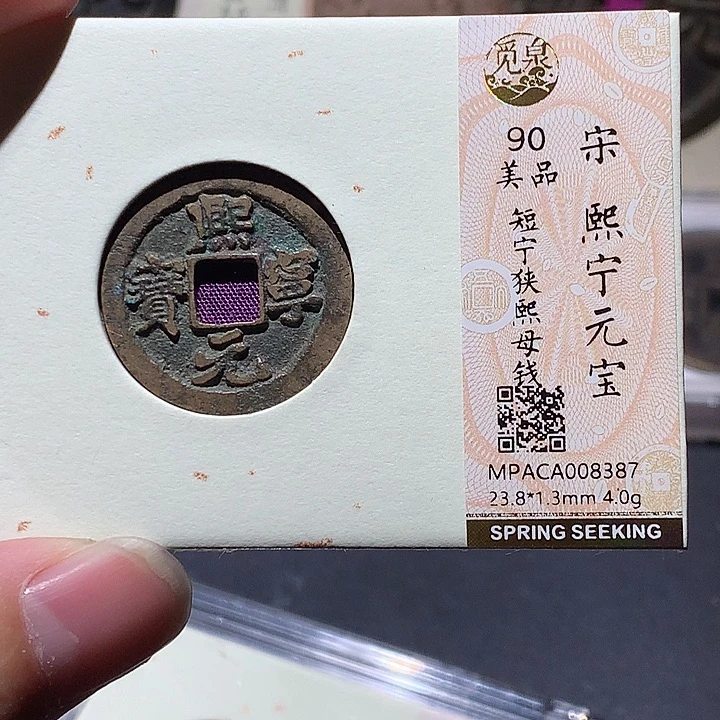 熙寧元寶
觅泉
宋 熙宁元宝
90
美品
短宁狭熙母钱
MPACA008387
23.8*1.3mm 4.0g
SPRING SEEKING